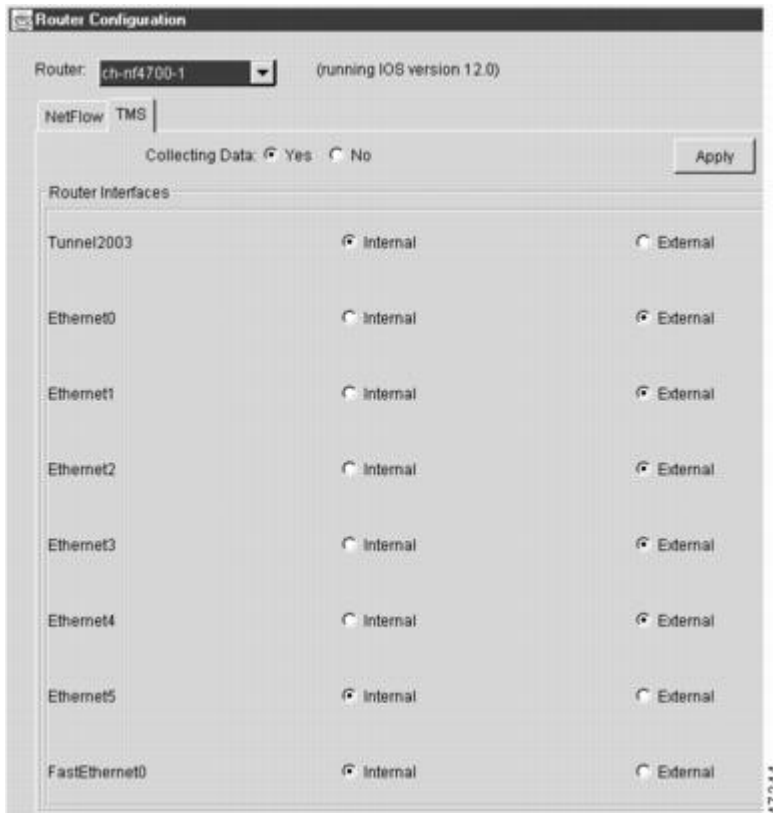 Router Configuration
Router: ch-nf4700-1 (running IOS version 12.0)
NetFlow TMS
Collecting Data: Yes No Apply
Router Interfaces
Tunnel2003 Internal External
Ethernet0 Internal External
Ethernet1 Internal External
Ethernet2 Internal External
Ethernet3 Internal External
Ethernet4 Internal External
Ethernet5 Internal External
FastEthernet0 Internal External